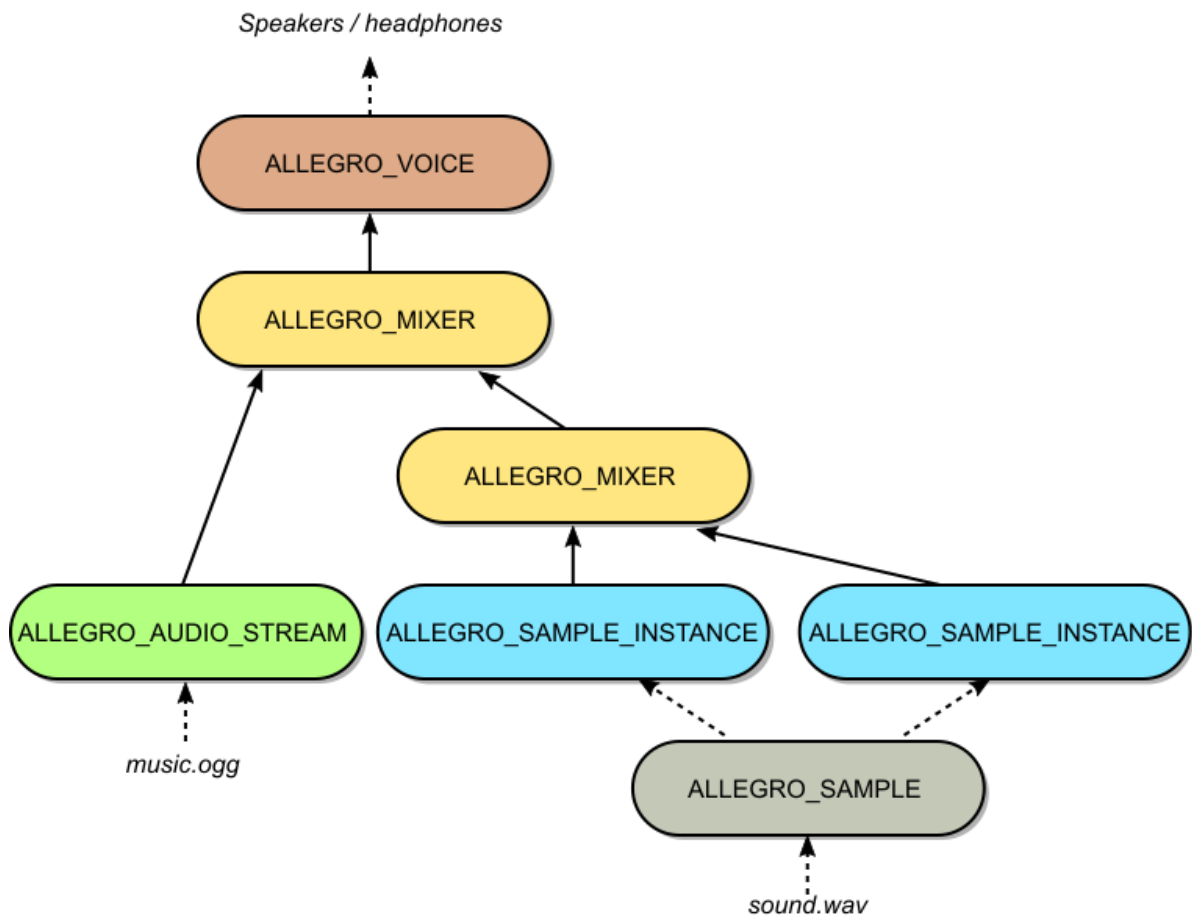 Speakers / headphones
ALLEGRO_VOICE
ALLEGRO_MIXER
ALLEGRO_MIXER
ALLEGRO_AUDIO_STREAM
ALLEGRO_SAMPLE_INSTANCE
ALLEGRO_SAMPLE_INSTANCE
music.ogg
ALLEGRO_SAMPLE
sound.wav